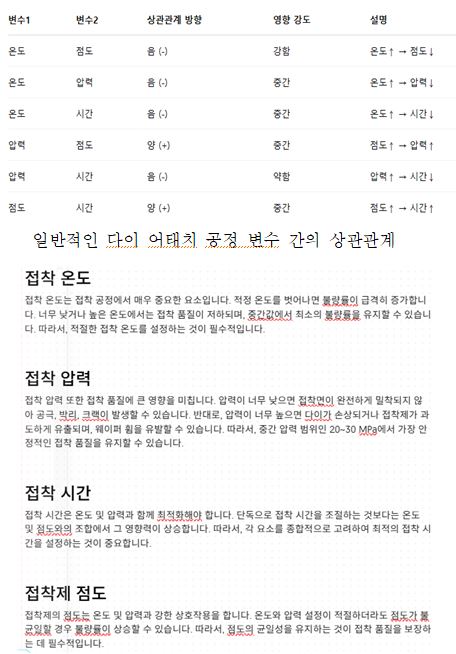 변수1 변수2 상관관계 방향 영향 강도 설명
온도 점도 음 (-) 강함 온도↑ → 점도↓
온도 압력 음 (-) 중간 온도↑ → 압력↓
온도 시간 음 (-) 중간 온도↑ → 시간↓
압력 점도 양 (+) 중간 점도↑ → 압력↑
압력 시간 음 (-) 약함 압력↑ → 시간↓
점도 시간 양 (+) 중간 점도↑ → 시간↑
일반적인 다이 어태치 공정 변수 간의 상관관계
접착 온도
접착 온도는 접착 공정에서 매우 중요한 요소입니다. 적정 온도를 벗어나면 불량률이 급격히 증가합니
다. 너무 낮거나 높은 온도에서는 접착 품질이 저하되며, 중간값에서 최소의 불량률을 유지할 수 있습니
다. 따라서, 적절한 접착 온도를 설정하는 것이 필수적입니다.
접착 압력
접착 압력 또한 접착 품질에 큰 영향을 미칩니다. 압력이 너무 낮으면 접착면이 완전하게 밀착되지 않
아 공극, 박리, 크랙이 발생할 수 있습니다. 반대로, 압력이 너무 높으면 다이가 손상되거나 접착제가 과
도하게 유출되며, 웨이퍼 휨을 유발할 수 있습니다. 따라서, 중간 압력 범위인 20~30 MPa에서 가장 안
정적인 접착 품질을 유지할 수 있습니다.
접착 시간
접착 시간은 온도 및 압력과 함께 최적화해야 합니다. 단독으로 접착 시간을 조절하는 것보다는 온도
및 점도와의 조합에서 그 영향력이 상승합니다. 따라서, 각 요소를 종합적으로 고려하여 최적의 접착 시
간을 설정하는 것이 중요합니다.
접착제 점도
접착제의 점도는 온도 및 압력과 강한 상호작용을 합니다. 온도와 압력 설정이 적절하더라도 점도가 불
균일할 경우 불량률이 상승할 수 있습니다. 따라서, 점도의 균일성을 유지하는 것이 접착 품질을 보장하
는 데 필수적입니다.